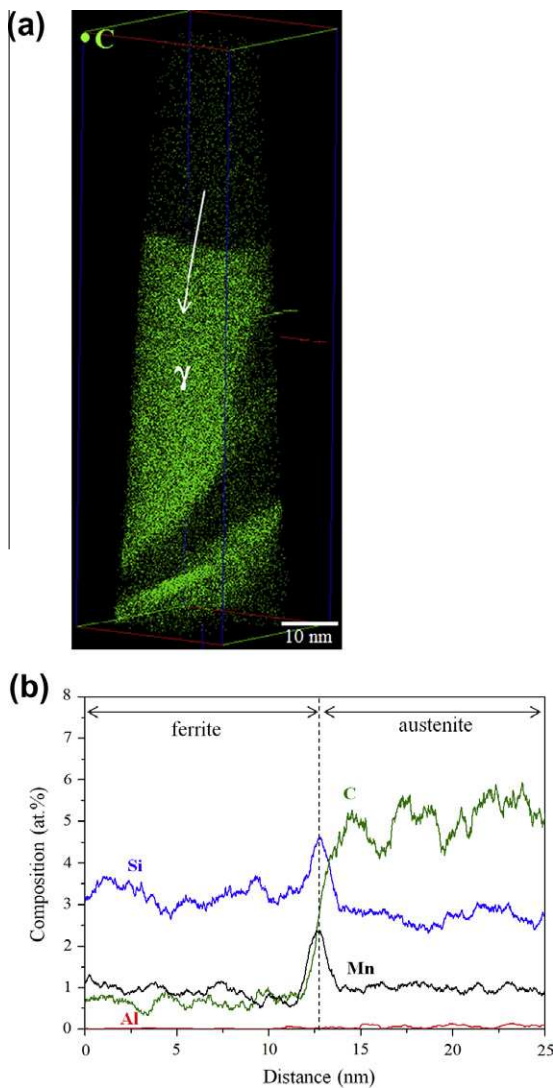 (a)
C
γ
10 nm
(b)
8
7
6
5
4
3
2
1
0
Composition (at.%)
ferrite
austenite
C
Si
Mn
Al
0 5 10 15 20 25
Distance (nm)